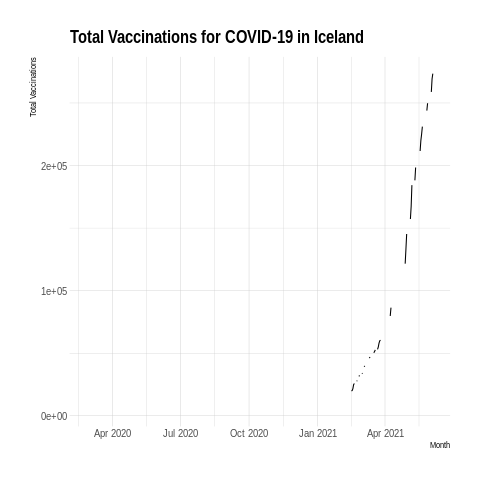 Total Vaccinations for COVID-19 in Iceland
Total Vaccinations
2e+05
1e+05
0e+00
Apr 2020 Jul 2020 Oct 2020 Jan 2021 Apr 2021
Month